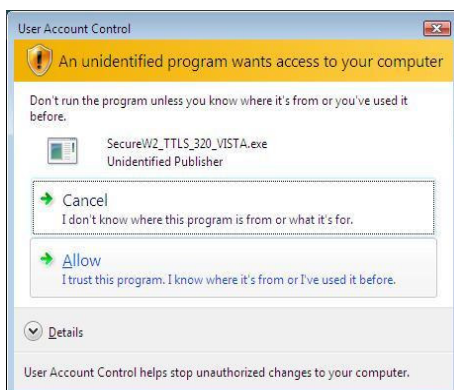 User Account Control
An unidentified program wants access to your computer
Don't run the program unless you know where it's from or you've used it
before.
SecureW2_TTLS_320_VISTA.exe
Unidentified Publisher
Cancel
I don't know where this program is from or what it's for.
Allow
I trust this program. I know where it's from or I've used it before.
Details
User Account Control helps stop unauthorized changes to your computer.